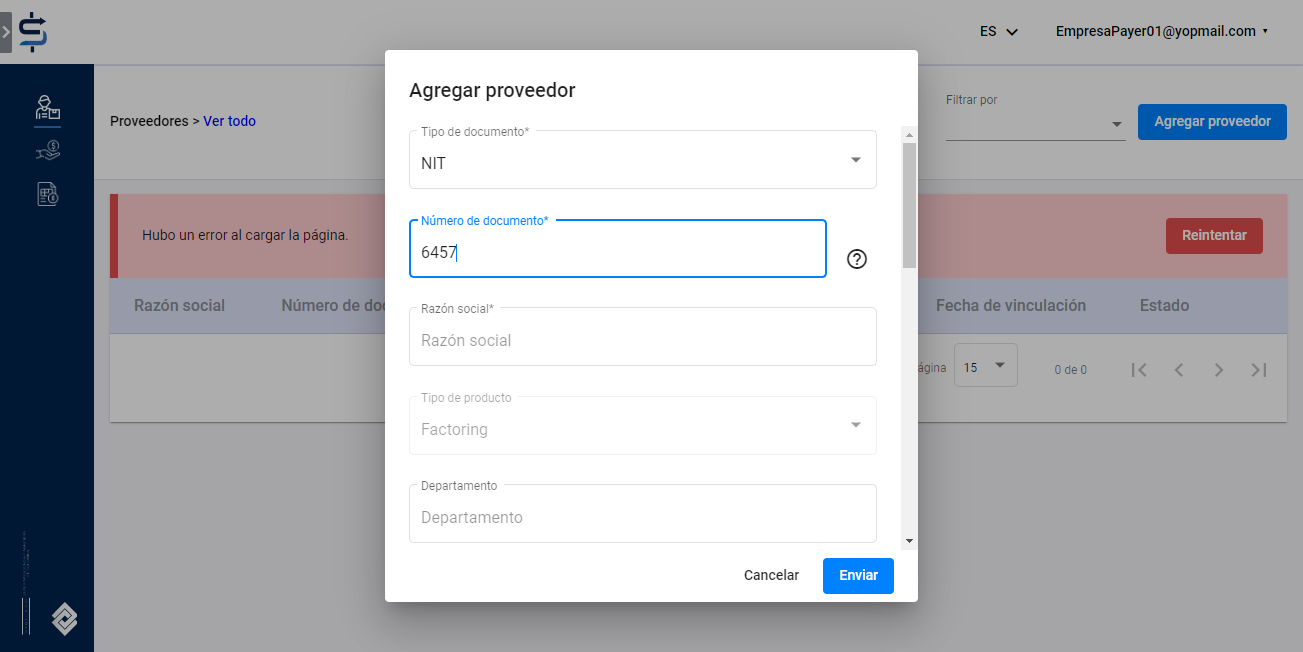 ES
EmpresaPayer01@yopmail.com
Proveedores > Ver todo
Filtrar por
Agregar proveedor
Hubo un error al cargar la página.
Reintentar
Razón social
Número de doc
Fecha de vinculación
Estado
ágina
15
0 de 0
Agregar proveedor
Tipo de documento*
NIT
Número de documento*
6457
Razón social*
Razón social
Tipo de producto
Factoring
Departamento
Departamento
Cancelar
Enviar